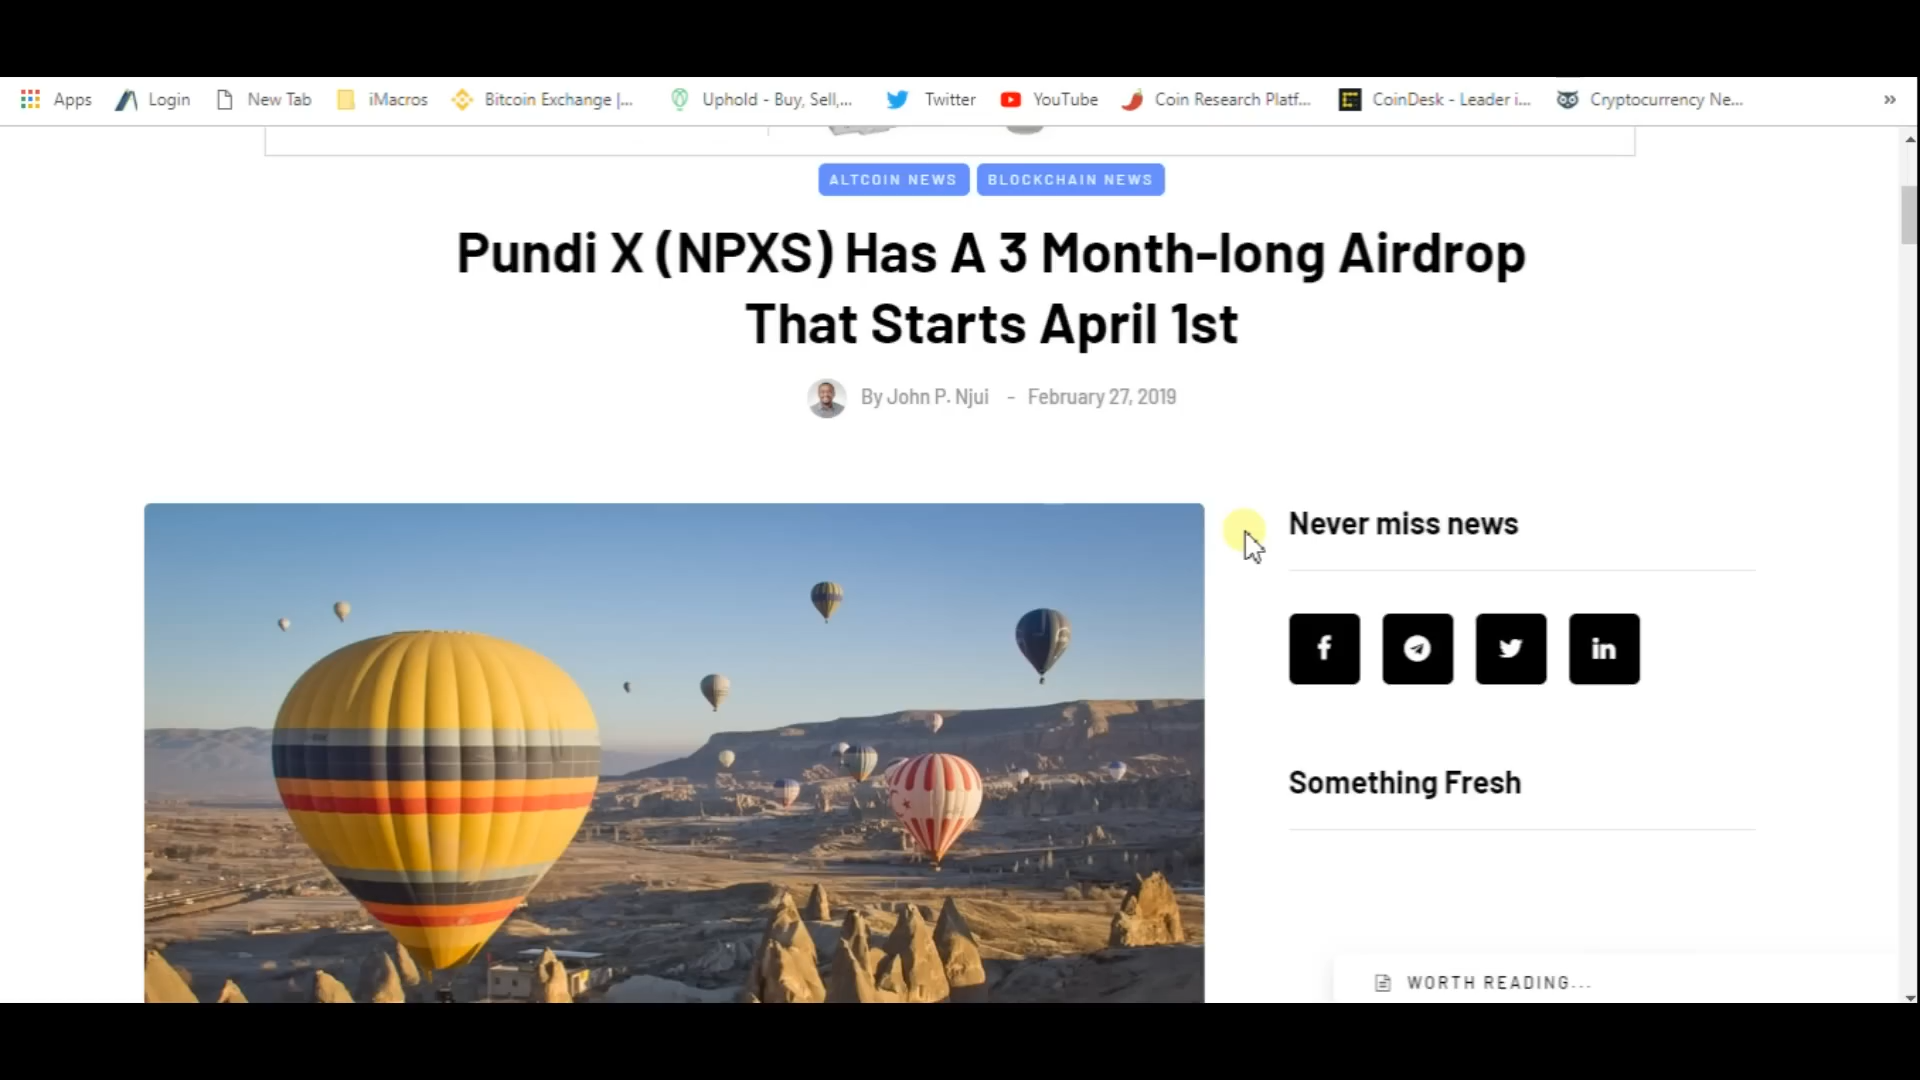 Apps Login New Tab iMacros Bitcoin Exchange |... Uphold - Buy, Sell,... Twitter YouTube Coin Research Platf... CoinDesk - Leader i... Cryptocurrency Ne... »
ALTCOIN NEWS BLOCKCHAIN NEWS
Pundi X (NPXS) Has A 3 Month-long Airdrop
That Starts April 1st
By John P. Njui - February 27, 2019
Never miss news
Something Fresh
WORTH READING...